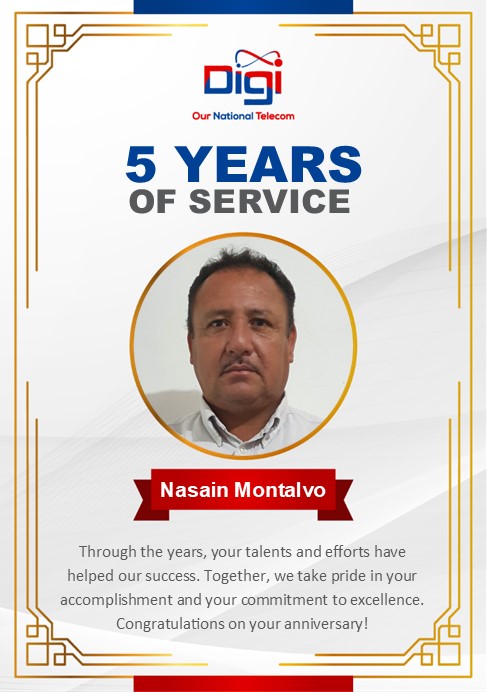 Digi
Our National Telecom
5 YEARS
OF SERVICE
Nasain Montalvo
Through the years, your talents and efforts have
helped our success. Together, we take pride in your
accomplishment and your commitment to excellence.
Congratulations on your anniversary!